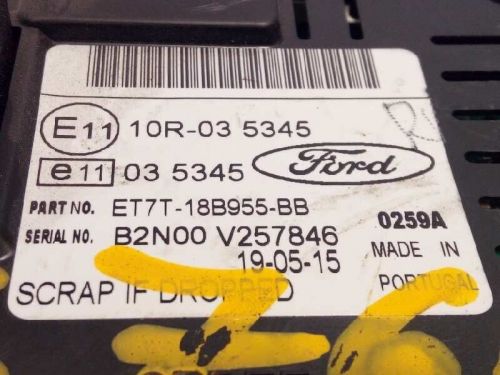 E11 10R-03 5345
e11 03 5345 Ford
PART NO. ET7T-18B955-BB
SERIAL NO. B2N00 V257846 0259A
19-05-15 MADE IN
SCRAP IF DROPPED PORTUGAL